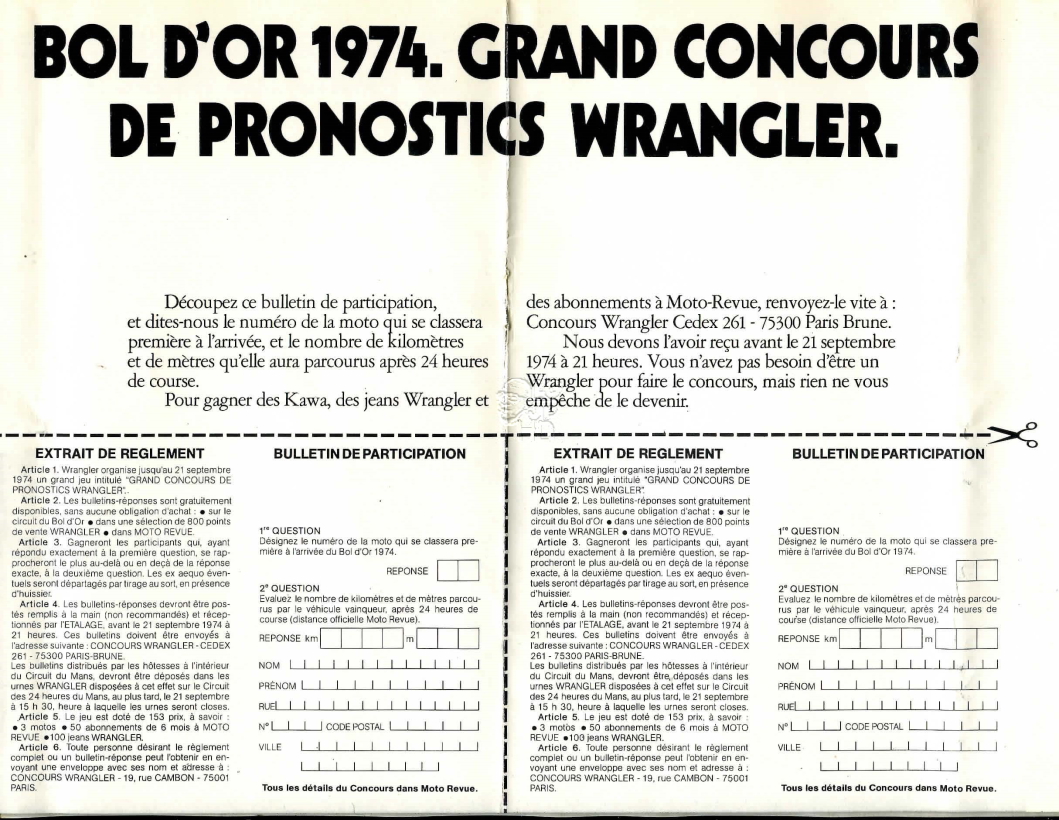 BOL D'OR 1974. GRAND CONCOURS
DE PRONOSTICS WRANGLER.
Découpez ce bulletin de participation,
et dites-nous le numéro de la moto qui se classera
première à l'arrivée, et le nombre de kilomètres
et de mètres qu'elle aura parcourus après 24 heures
de course.
Pour gagner des Kawa, des jeans Wrangler et
des abonnements à Moto-Revue, renvoyez-le vite à :
Concours Wrangler Cedex 261 - 75300 Paris Brune.
Nous devons l'avoir reçu avant le 21 septembre
1974 à 21 heures. Vous n'avez pas besoin d'être un
Wrangler pour faire le concours, mais rien ne vous
empêche de le devenir.
EXTRAIT DE REGLEMENT
Article 1. Wrangler organise jusqu'au 21 septembre
1974 un grand jeu intitulé "GRAND CONCOURS DE
PRONOSTICS WRANGLER".
Article 2. Les bulletins-réponses sont gratuitement
disponibles, sans aucune obligation d'achat : ● sur le
circuit du Bol d'Or ● dans une sélection de 800 points
de vente WRANGLER ● dans MOTO REVUE.
Article 3. Gagneront les participants qui, ayant
répondu exactement à la première question, se rap-
procheront le plus au-delà ou en deçà de la réponse
exacte, à la deuxième question. Les ex aequo éven-
tuels seront départagés par tirage au sort, en présence
d'huissier.
Article 4. Les bulletins-réponses devront être pos-
tés remplis à la main (non recommandés) et récep-
tionnés par l'ETALAGE, avant le 21 septembre 1974 à
21 heures. Ces bulletins doivent être envoyés à
l'adresse suivante : CONCOURS WRANGLER - CEDEX
261 - 75300 PARIS-BRUNE.
Les bulletins distribués par les hôtesses à l'intérieur
du Circuit du Mans, devront être déposés dans les
urnes WRANGLER disposées à cet effet sur le Circuit
des 24 heures du Mans, au plus tard, le 21 septembre
à 15 h 30, heure à laquelle les urnes seront closes.
Article 5. Le jeu est doté de 153 prix, à savoir :
● 3 motos ● 50 abonnements de 6 mois à MOTO
REVUE ● 100 jeans WRANGLER.
Article 6. Toute personne désirant le règlement
complet ou un bulletin-réponse peut l'obtenir en en-
voyant une enveloppe avec ses nom et adresse à :
CONCOURS WRANGLER - 19, rue CAMBON - 75001
PARIS.
BULLETIN DE PARTICIPATION
1re QUESTION
Désignez le numéro de la moto qui se classera pre-
mière à l'arrivée du Bol d'Or 1974.
REPONSE
2e QUESTION
Evaluez le nombre de kilomètres et de mètres parcou-
rus par le véhicule vainqueur, après 24 heures de
course (distance officielle Moto Revue).
REPONSE km m
NOM
PRÉNOM
RUE
N° CODE POSTAL
VILLE
Tous les détails du Concours dans Moto Revue.
EXTRAIT DE REGLEMENT
Article 1. Wrangler organise jusqu'au 21 septembre
1974 un grand jeu intitulé "GRAND CONCOURS DE
PRONOSTICS WRANGLER".
Article 2. Les bulletins-réponses sont gratuitement
disponibles, sans aucune obligation d'achat : ● sur le
circuit du Bol d'Or ● dans une sélection de 800 points
de vente WRANGLER ● dans MOTO REVUE.
Article 3. Gagneront les participants qui, ayant
répondu exactement à la première question, se rap-
procheront le plus au-delà ou en deçà de la réponse
exacte, à la deuxième question. Les ex aequo éven-
tuels seront départagés par tirage au sort, en présence
d'huissier.
Article 4. Les bulletins-réponses devront être pos-
tés remplis à la main (non recommandés) et récep-
tionnés par l'ETALAGE, avant le 21 septembre 1974 à
21 heures. Ces bulletins doivent être envoyés à
l'adresse suivante : CONCOURS WRANGLER - CEDEX
261 - 75300 PARIS-BRUNE.
Les bulletins distribués par les hôtesses à l'intérieur
du Circuit du Mans, devront être déposés dans les
urnes WRANGLER disposées à cet effet sur le Circuit
des 24 heures du Mans, au plus tard, le 21 septembre
à 15 h 30, heure à laquelle les urnes seront closes.
Article 5. Le jeu est doté de 153 prix, à savoir :
● 3 motos ● 50 abonnements de 6 mois à MOTO
REVUE ● 100 jeans WRANGLER.
Article 6. Toute personne désirant le règlement
complet ou un bulletin-réponse peut l'obtenir en en-
voyant une enveloppe avec ses nom et adresse à :
CONCOURS WRANGLER - 19, rue CAMBON - 75001
PARIS.
BULLETIN DE PARTICIPATION
1re QUESTION
Désignez le numéro de la moto qui se classera pre-
mière à l'arrivée du Bol d'Or 1974.
REPONSE
2e QUESTION
Evaluez le nombre de kilomètres et de mètres parcou-
rus par le véhicule vainqueur, après 24 heures de
course (distance officielle Moto Revue).
REPONSE km m
NOM
PRÉNOM
RUE
N° CODE POSTAL
VILLE
Tous les détails du Concours dans Moto Revue.